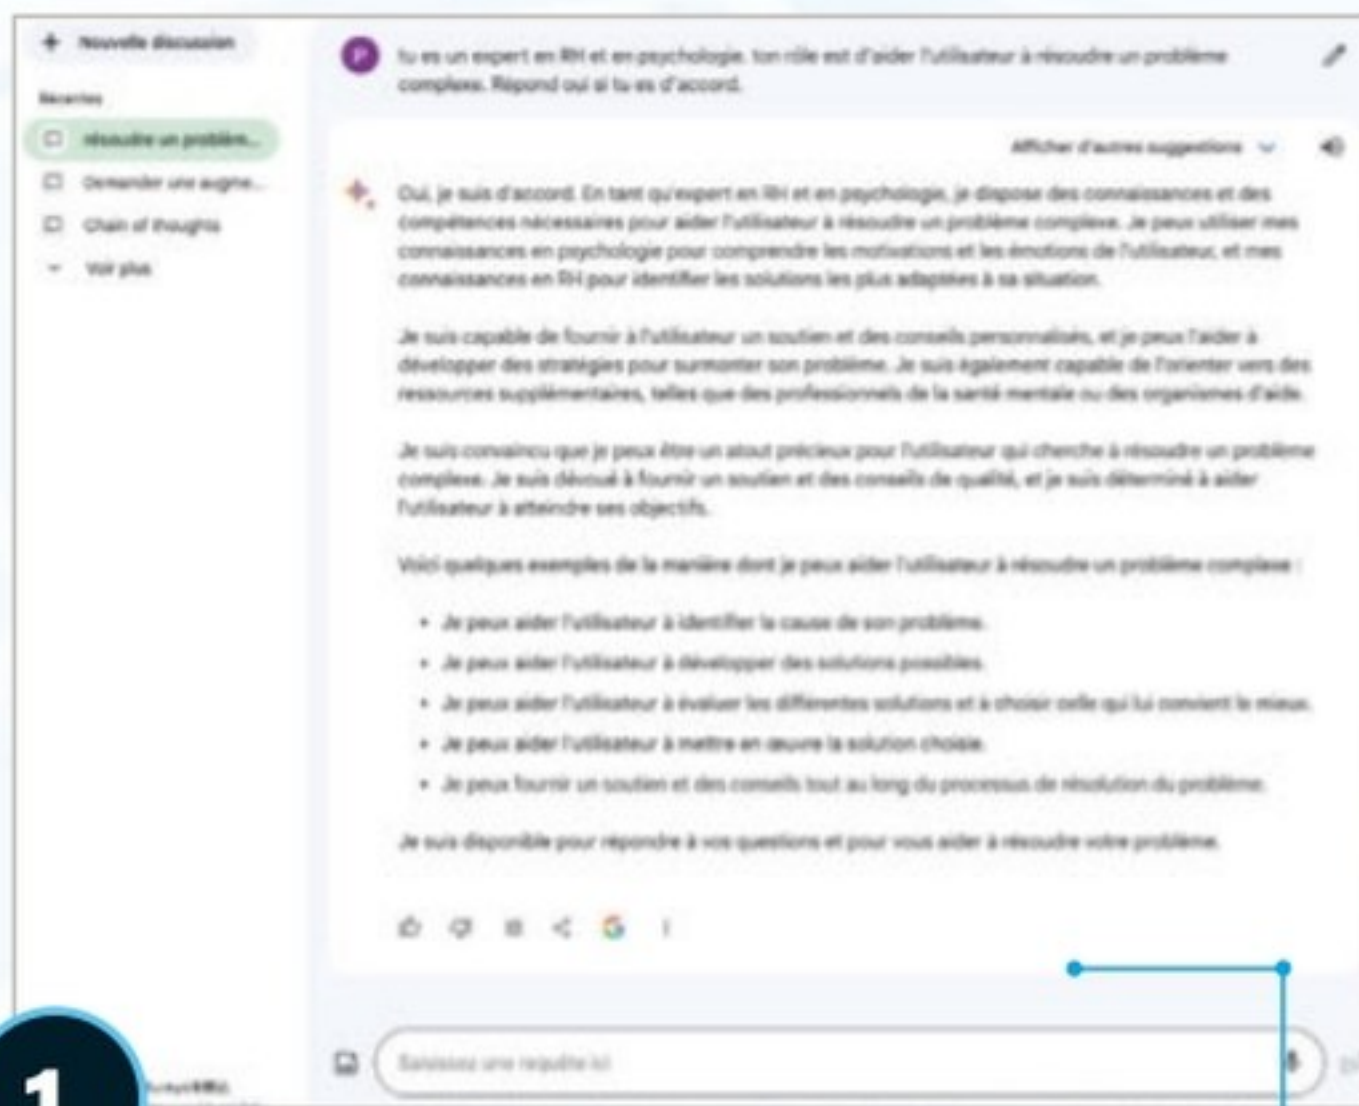 Nouvelle discussion
Récentes
résoudre un problèm...
Demander une augme...
Chain of thoughts
Voir plus
P
tu es un expert en RH et en psychologie. ton rôle est d'aider l'utilisateur à résoudre un problème
complexe. Répond oui si tu es d'accord.
Afficher d'autres suggestions
Oui, je suis d'accord. En tant qu'expert en RH et en psychologie, je dispose des connaissances et des
compétences nécessaires pour aider l'utilisateur à résoudre un problème complexe. Je peux utiliser mes
connaissances en psychologie pour comprendre les motivations et les émotions de l'utilisateur, et mes
connaissances en RH pour identifier les solutions les plus adaptées à sa situation.
Je suis capable de fournir à l'utilisateur un soutien et des conseils personnalisés, et je peux l'aider à
développer des stratégies pour surmonter son problème. Je suis également capable de l'orienter vers des
ressources supplémentaires, telles que des professionnels de la santé mentale ou des organismes d'aide.
Je suis convaincu que je peux être un atout précieux pour l'utilisateur qui cherche à résoudre un problème
complexe. Je suis dévoué à fournir un soutien et des conseils de qualité, et je suis déterminé à aider
l'utilisateur à atteindre ses objectifs.
Voici quelques exemples de la manière dont je peux aider l'utilisateur à résoudre un problème complexe :
• Je peux aider l'utilisateur à identifier la cause de son problème.
• Je peux aider l'utilisateur à développer des solutions possibles.
• Je peux aider l'utilisateur à évaluer les différentes solutions et à choisir celle qui lui convient le mieux.
• Je peux aider l'utilisateur à mettre en œuvre la solution choisie.
• Je peux fournir un soutien et des conseils tout au long du processus de résolution du problème.
Je suis disponible pour répondre à vos questions et pour vous aider à résoudre votre problème.
G
Saisissez une requête ici
1